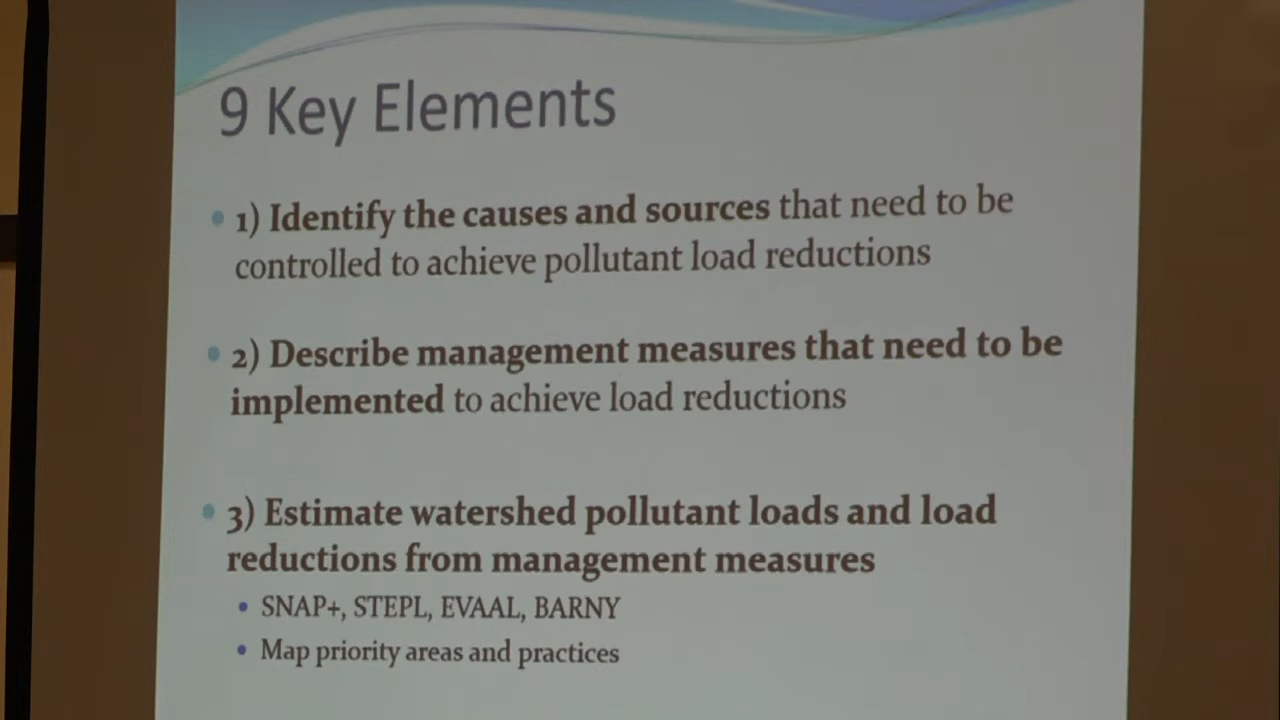 9 Key Elements
• 1) Identify the causes and sources that need to be
controlled to achieve pollutant load reductions
• 2) Describe management measures that need to be
implemented to achieve load reductions
• 3) Estimate watershed pollutant loads and load
reductions from management measures
• SNAP+, STEPL, EVAAL, BARNY
• Map priority areas and practices